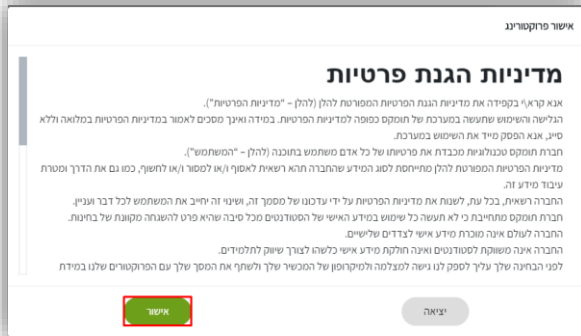 אישור פרוקטורינג
מדיניות הגנת פרטיות
אנא קרא\י בקפידה את מדיניות הגנת הפרטיות המפורטת להלן (להלן – "מדיניות הפרטיות").
הגלישה והשימוש שתעשה במערכת של תומקס כפופה למדיניות הפרטיות. במידה ואינך מסכים לאמור במדיניות הפרטיות במלואה וללא
סייג, אנא הפסק מייד את השימוש במערכת.
חברת תומקס טכנולוגיות מכבדת את פרטיותו של כל אדם משתמש בתוכנה (להלן – "המשתמש").
מדיניות הפרטיות המפורטת להלן מתייחסת לסוג המידע שהחברה תהא רשאית לאסוף ו/או למסור ו/או לחשוף, כמו גם את הדרך ומטרת
עיבוד מידע זה.
החברה רשאית, בכל עת, לשנות את מדיניות הפרטיות על ידי עדכונו של מסמך זה, ושינוי זה יחייב את המשתמש לכל דבר ועניין.
חברת תומקס מתחייבת כי לא תעשה כל שימוש במידע האישי של הסטודנטים מכל סיבה שהיא פרט להשגחה מקוונת של בחינות.
החברה לעולם אינה מוכרת מידע אישי לצדדים שלישיים.
החברה אינה משווקת לסטודנטים ואינה חולקת מידע אישי כלשהו לצורך שיווק לתלמידים.
לפני הבחינה שלך עליך לספק לנו גישה למצלמה ולמיקרופון של המכשיר שלך ולשתף את המסך שלך עם הפרוקטורים שלנו במידת
אישור
יציאה